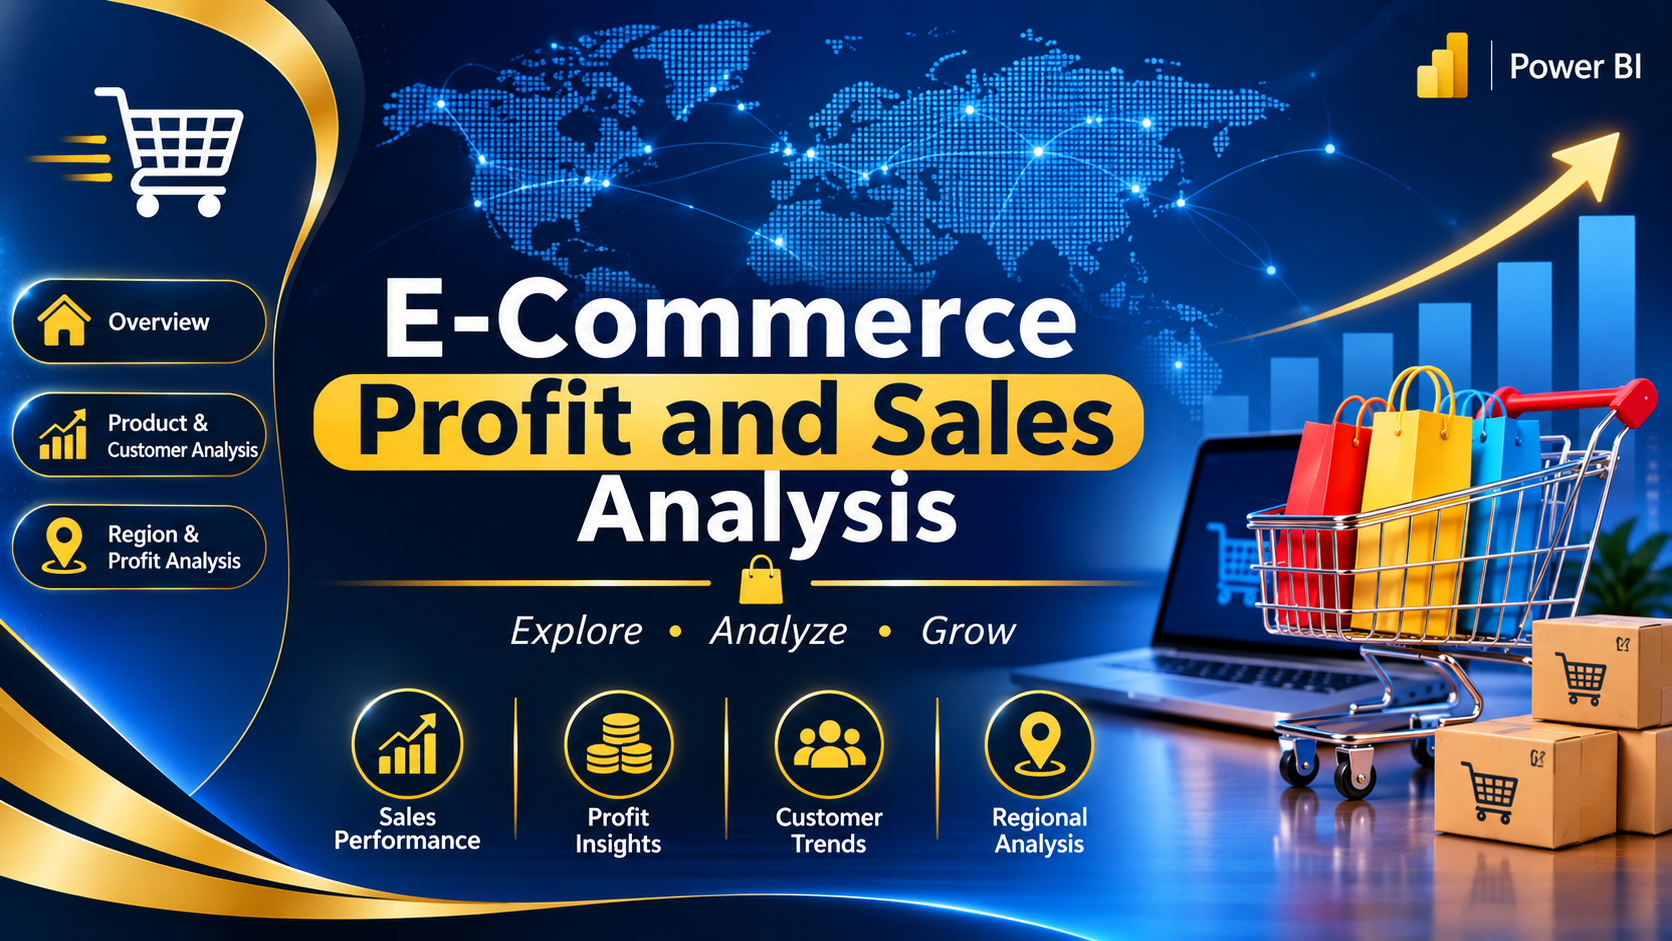 Power BI
Overview
Product &
Customer Analysis
Region &
Profit Analysis
E-Commerce
Profit and Sales
Analysis
Explore • Analyze • Grow
Sales
Performance
Profit
Insights
Customer
Trends
Regional
Analysis